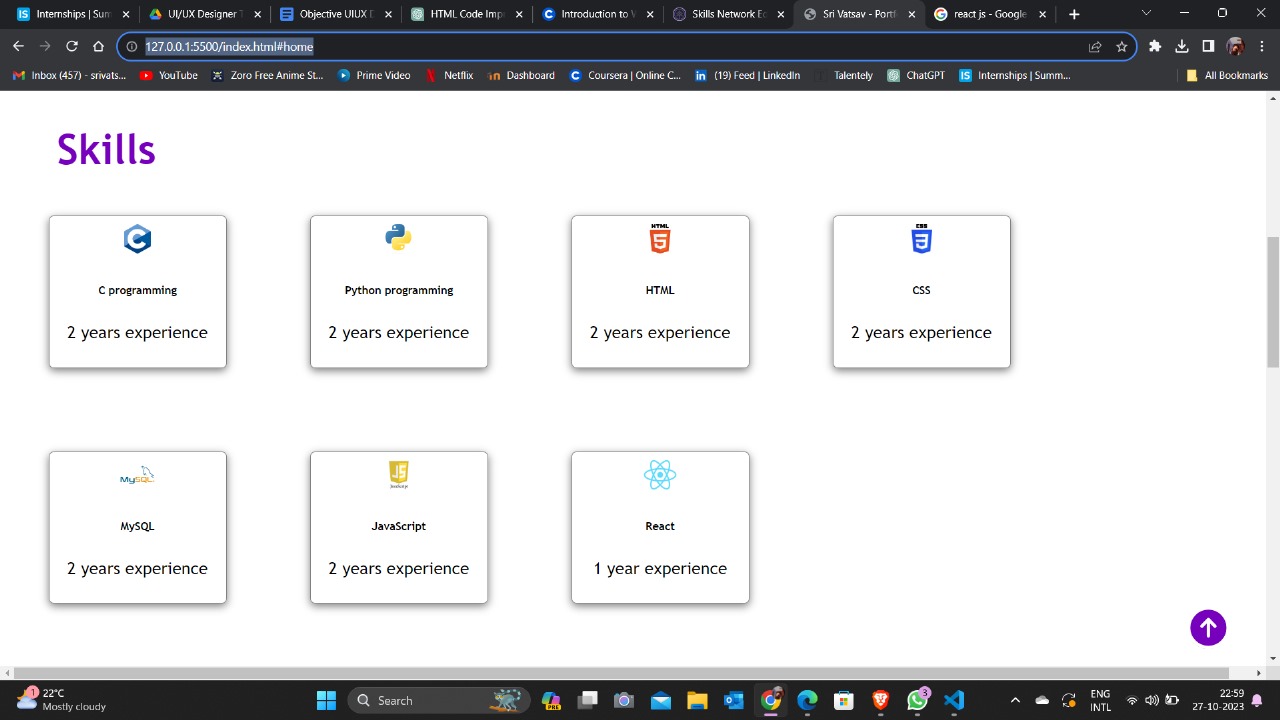 Internships | Sum
UI/UX Designer T
Objective UIUX D
HTML Code Imp
Introduction to
Skills Network Ed
Sri Vatsav - Portf
react js - Google
127.0.0.1:5500/index.html#home
Inbox (457) - srivats...
YouTube
Zoro Free Anime St...
Prime Video
Netflix
Dashboard
Coursera | Online C...
(19) Feed | LinkedIn
Talentely
ChatGPT
Internships | Summ...
All Bookmarks
Skills
C programming
2 years experience
Python programming
2 years experience
HTML
HTML
2 years experience
CSS
CSS
2 years experience
MySQL
MySQL
2 years experience
JS
JavaScript
2 years experience
React
1 year experience
1
22°C
Mostly cloudy
Search
PRE
3
ENG
INTL
22:59
27-10-2023